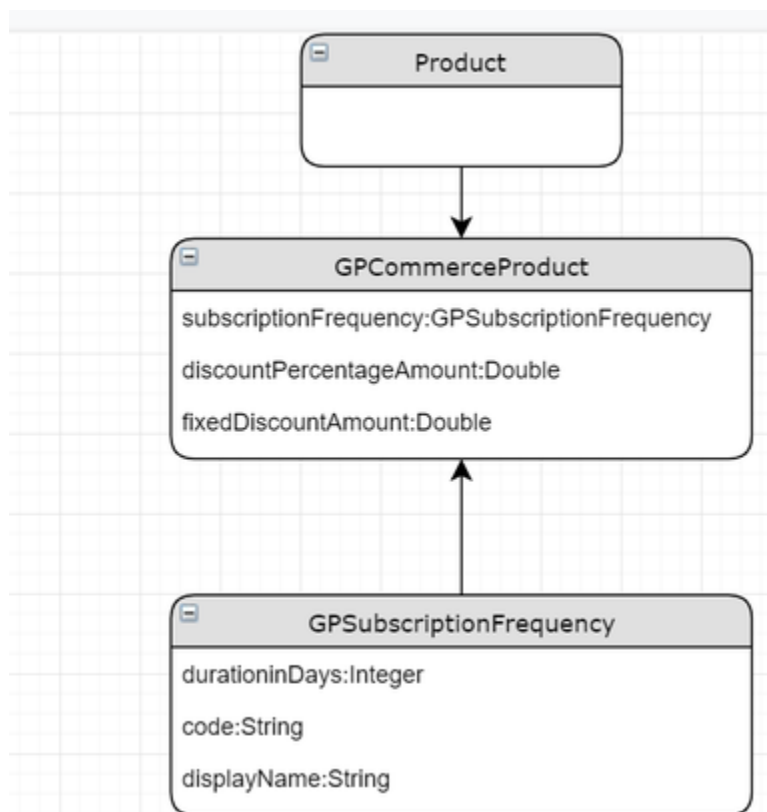 Product
GPCommerceProduct
subscriptionFrequency:GPSubscriptionFrequency
discountPercentageAmount:Double
fixedDiscountAmount:Double
GPSubscriptionFrequency
durationinDays:Integer
code:String
displayName:String